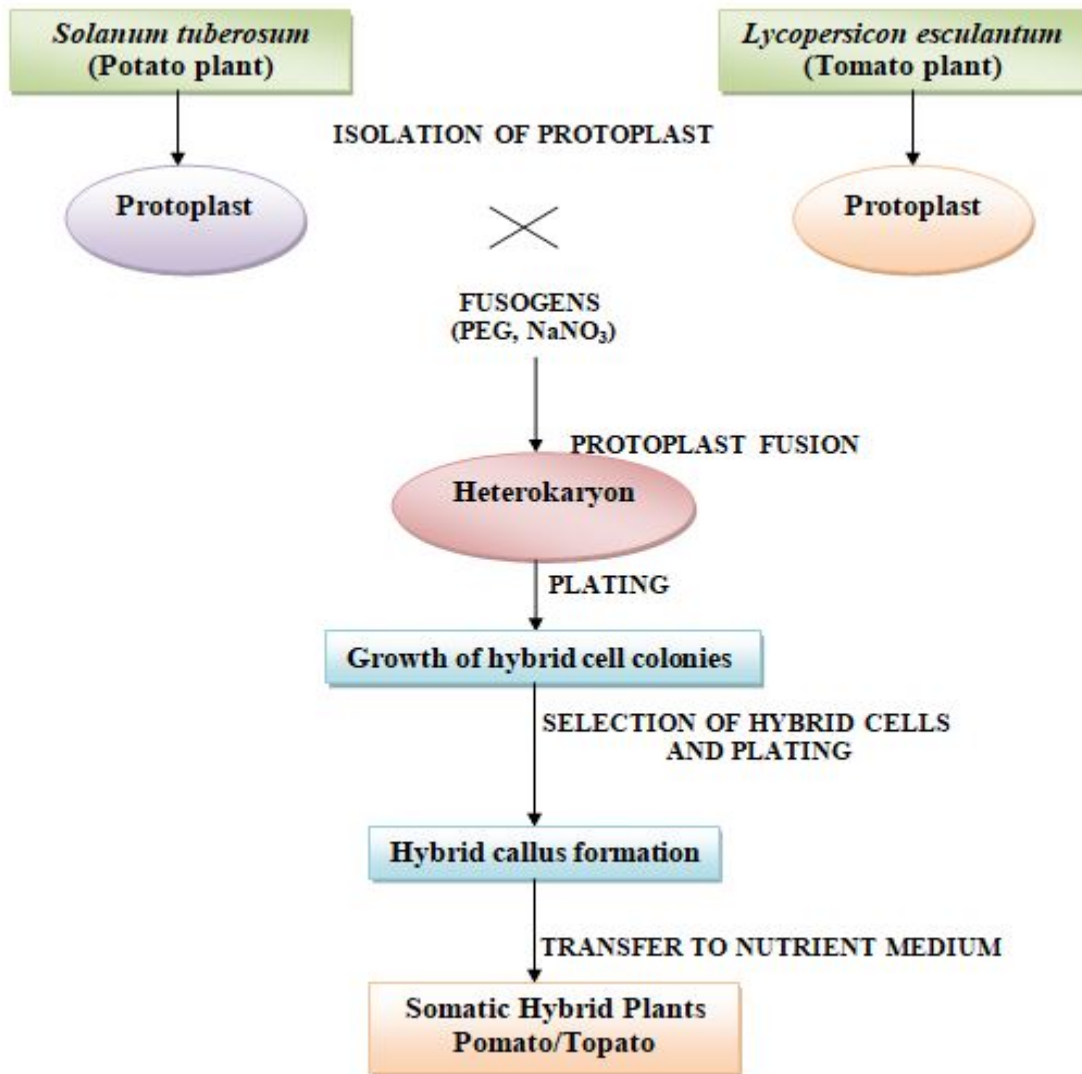 Solanum tuberosum
(Potato plant)
Lycopersicon esculantum
(Tomato plant)
ISOLATION OF PROTOPLAST
Protoplast
Protoplast
FUSOGENS
(PEG, NaNO₃)
PROTOPLAST FUSION
Heterokaryon
PLATING
Growth of hybrid cell colonies
SELECTION OF HYBRID CELLS
AND PLATING
Hybrid callus formation
TRANSFER TO NUTRIENT MEDIUM
Somatic Hybrid Plants
Pomato/Topato